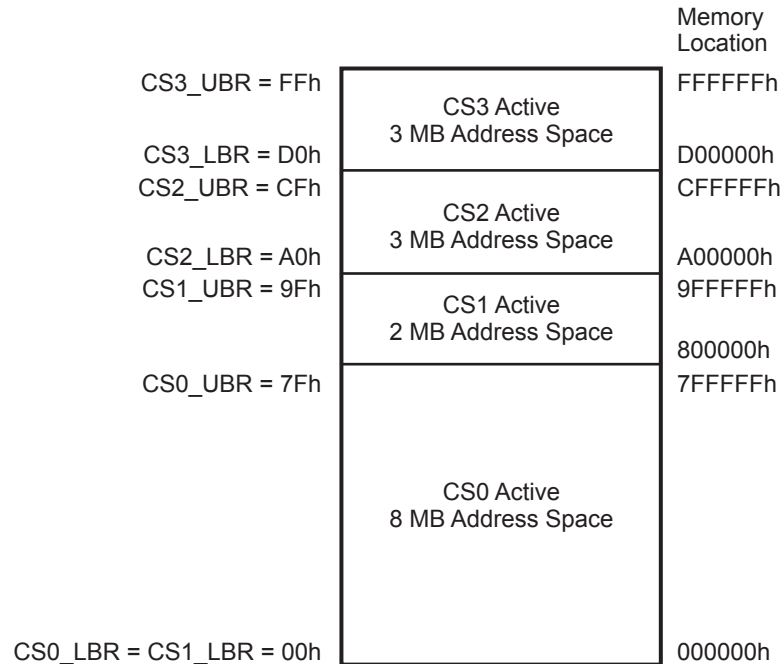 Memory
Location
CS3_UBR = FFh
FFFFFFh
CS3 Active
3 MB Address Space
CS3_LBR = D0h
D00000h
CS2_UBR = CFh
CFFFFFh
CS2 Active
3 MB Address Space
CS2_LBR = A0h
A00000h
CS1_UBR = 9Fh
9FFFFFh
CS1 Active
2 MB Address Space
800000h
CS0_UBR = 7Fh
7FFFFFh
CS0 Active
8 MB Address Space
CS0_LBR = CS1_LBR = 00h
000000h